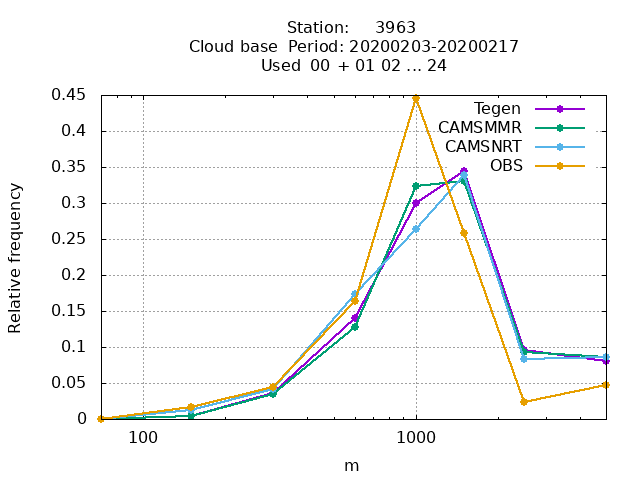 Station: 3963
Cloud base Period: 20200203-20200217
Used 00 + 01 02 ... 24
Tegen
CAMSMMR
CAMSNRT
OBS
Relative frequency
0.45
0.4
0.35
0.3
0.25
0.2
0.15
0.1
0.05
0
100 1000
m